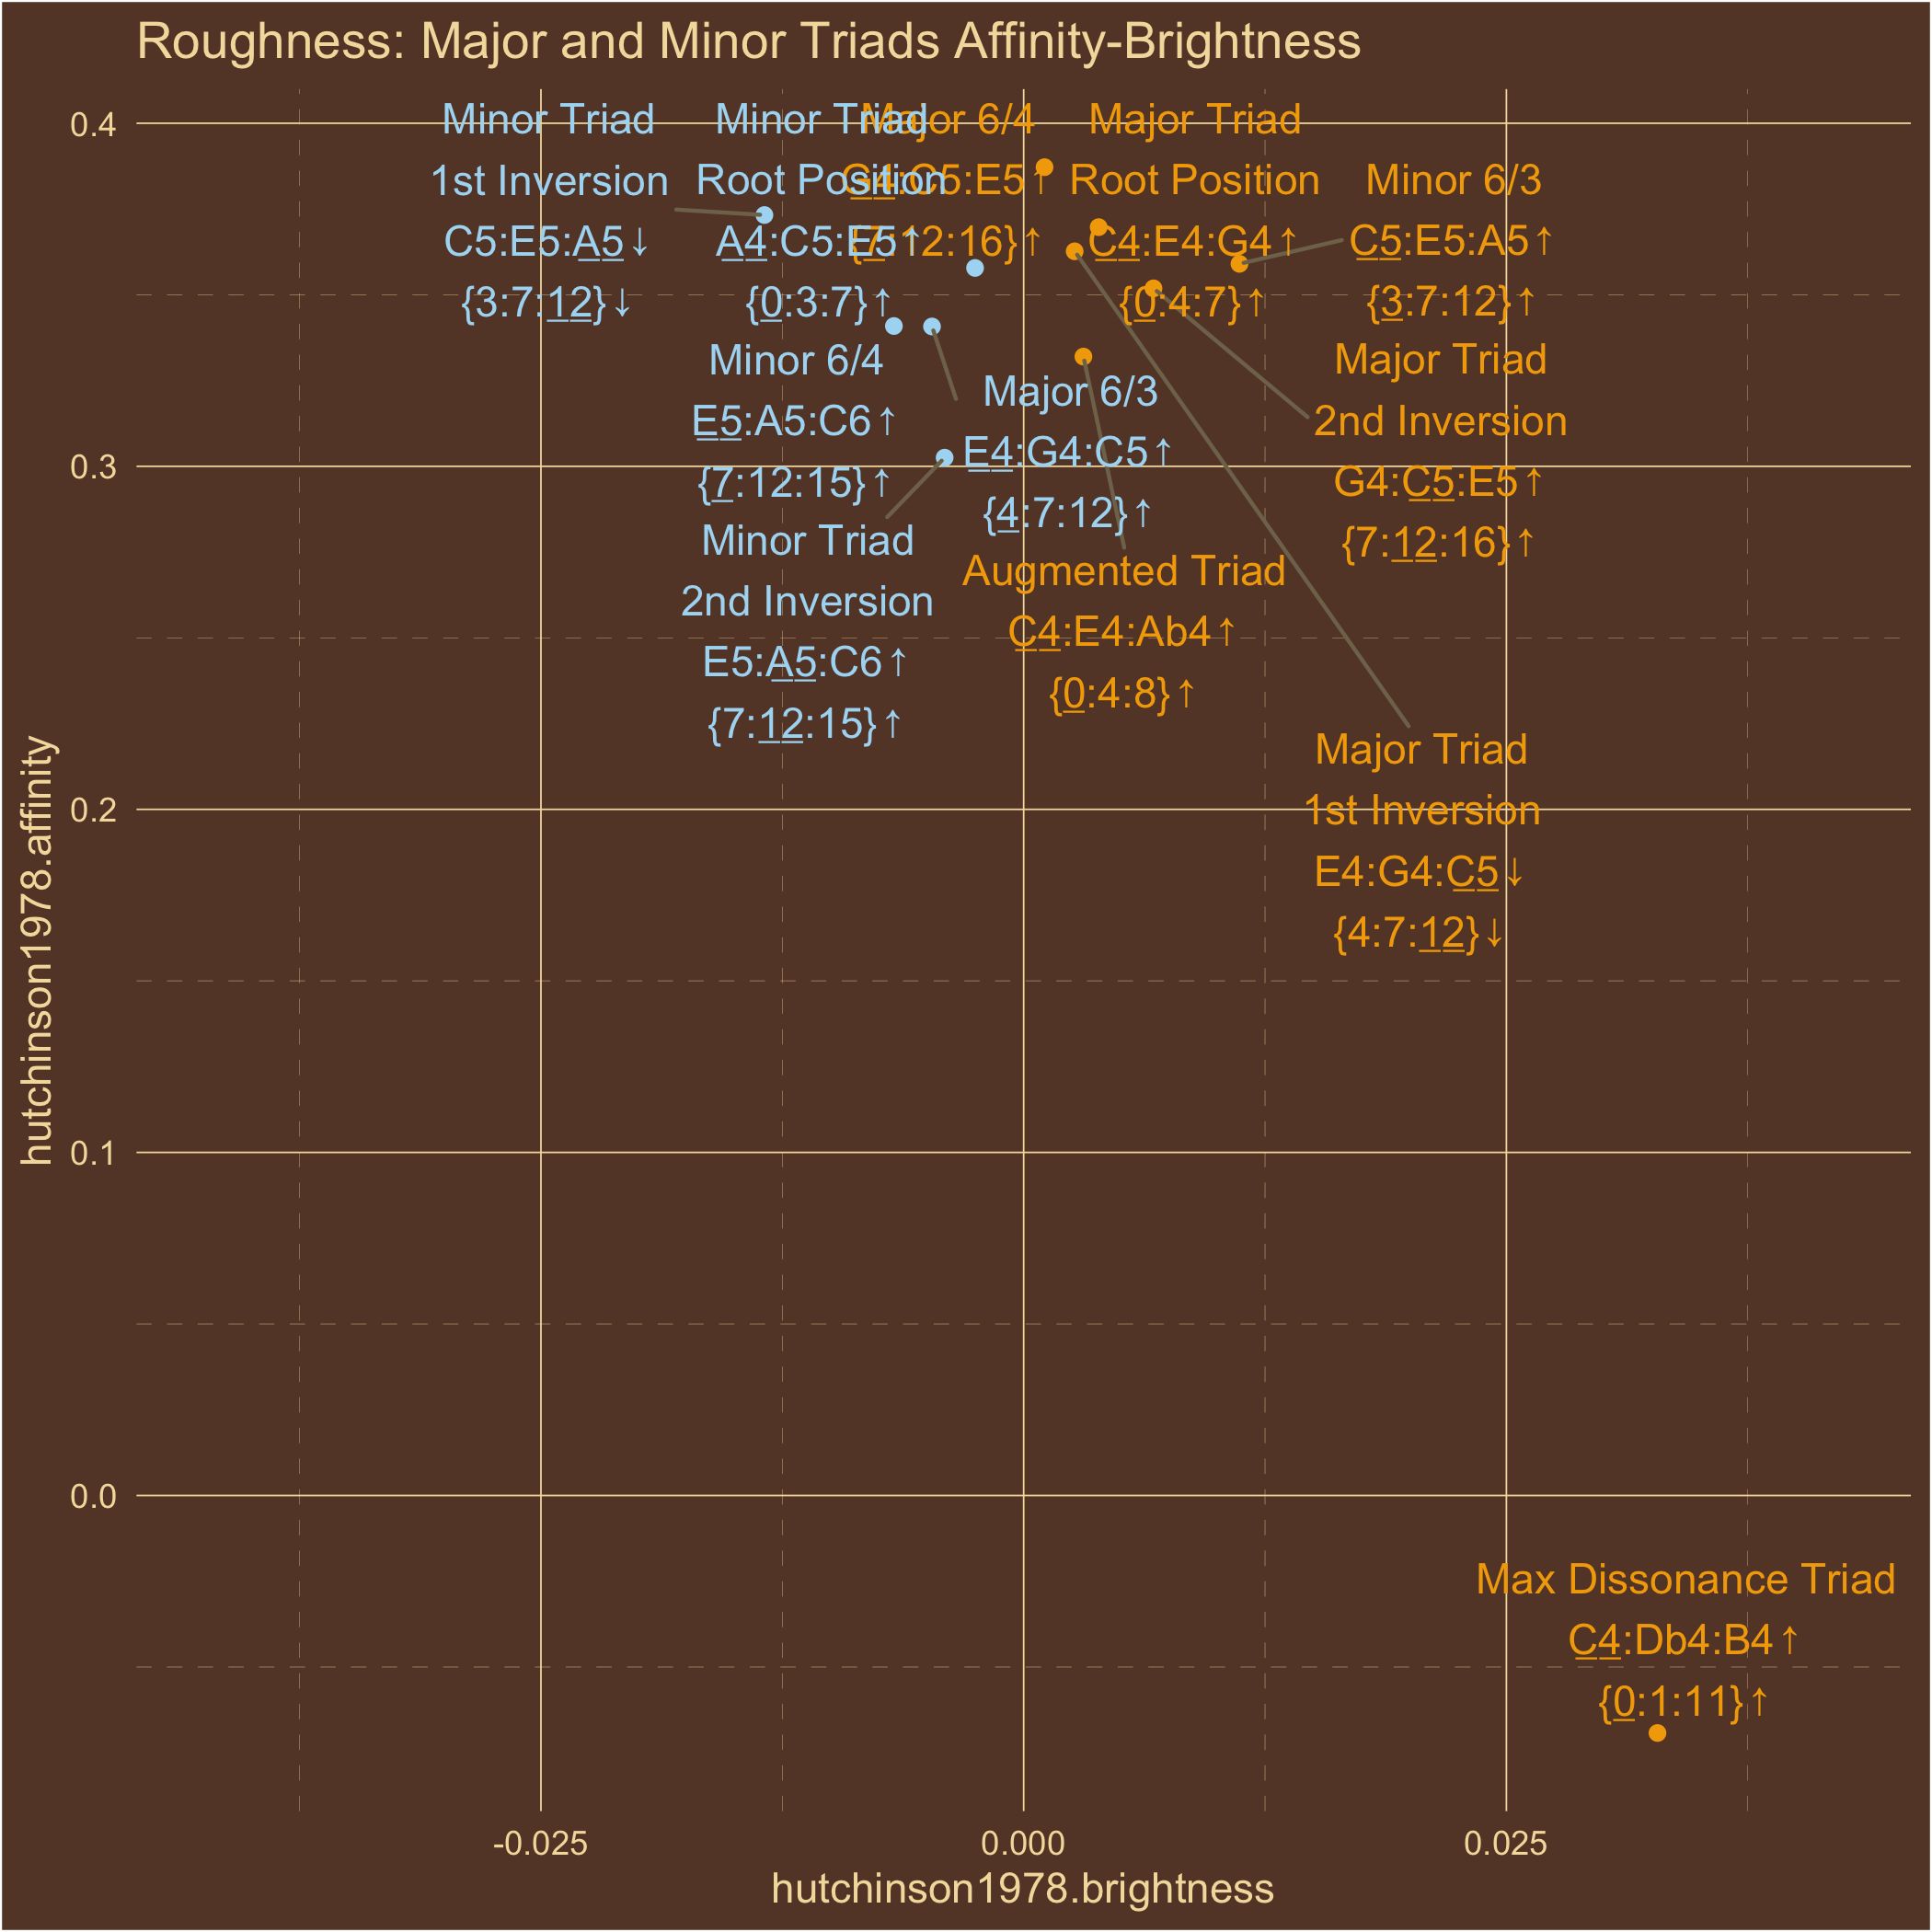 Roughness: Major and Minor Triads Affinity-Brightness
hutchinson1978.affinity
0.4
0.3
0.2
0.1
0.0
Minor Triad
1st Inversion
C5:E5:A5↓
{3:7:12}↓
Minor Triad
Root Position
A4:C5:E5↑
{0:3:7}↑
Major 6/4
G4:C5:E5↑
{7:12:16}↑
Major Triad
Root Position
C4:E4:G4↑
{0:4:7}↑
Minor 6/3
C5:E5:A5↑
{3:7:12}↑
Minor 6/4
E5:A5:C6↑
{7:12:15}↑
Major 6/3
E4:G4:C5↑
{4:7:12}↑
Major Triad
2nd Inversion
G4:C5:E5↑
{7:12:16}↑
Minor Triad
2nd Inversion
E5:A5:C6↑
{7:12:15}↑
Augmented Triad
C4:E4:Ab4↑
{0:4:8}↑
Major Triad
1st Inversion
E4:G4:C5↓
{4:7:12}↓
Max Dissonance Triad
C4:Db4:B4↑
{0:1:11}↑
-0.025
0.000
0.025
hutchinson1978.brightness